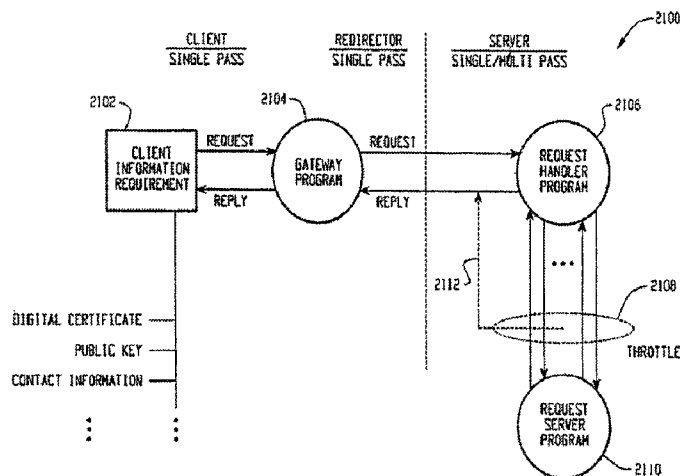 2100
CLIENT
SINGLE PASS
REDIRECTOR
SINGLE PASS
SERVER
SINGLE/MULTI PASS
2102
2104
2106
CLIENT
INFORMATION
REQUIREMENT
REQUEST
REPLY
GATEWAY
PROGRAM
REQUEST
REPLY
REQUEST
HANDLER
PROGRAM
2112
2108
THROTTLE
DIGITAL CERTIFICATE
PUBLIC KEY
CONTACT INFORMATION
REQUEST
SERVER
PROGRAM
2110